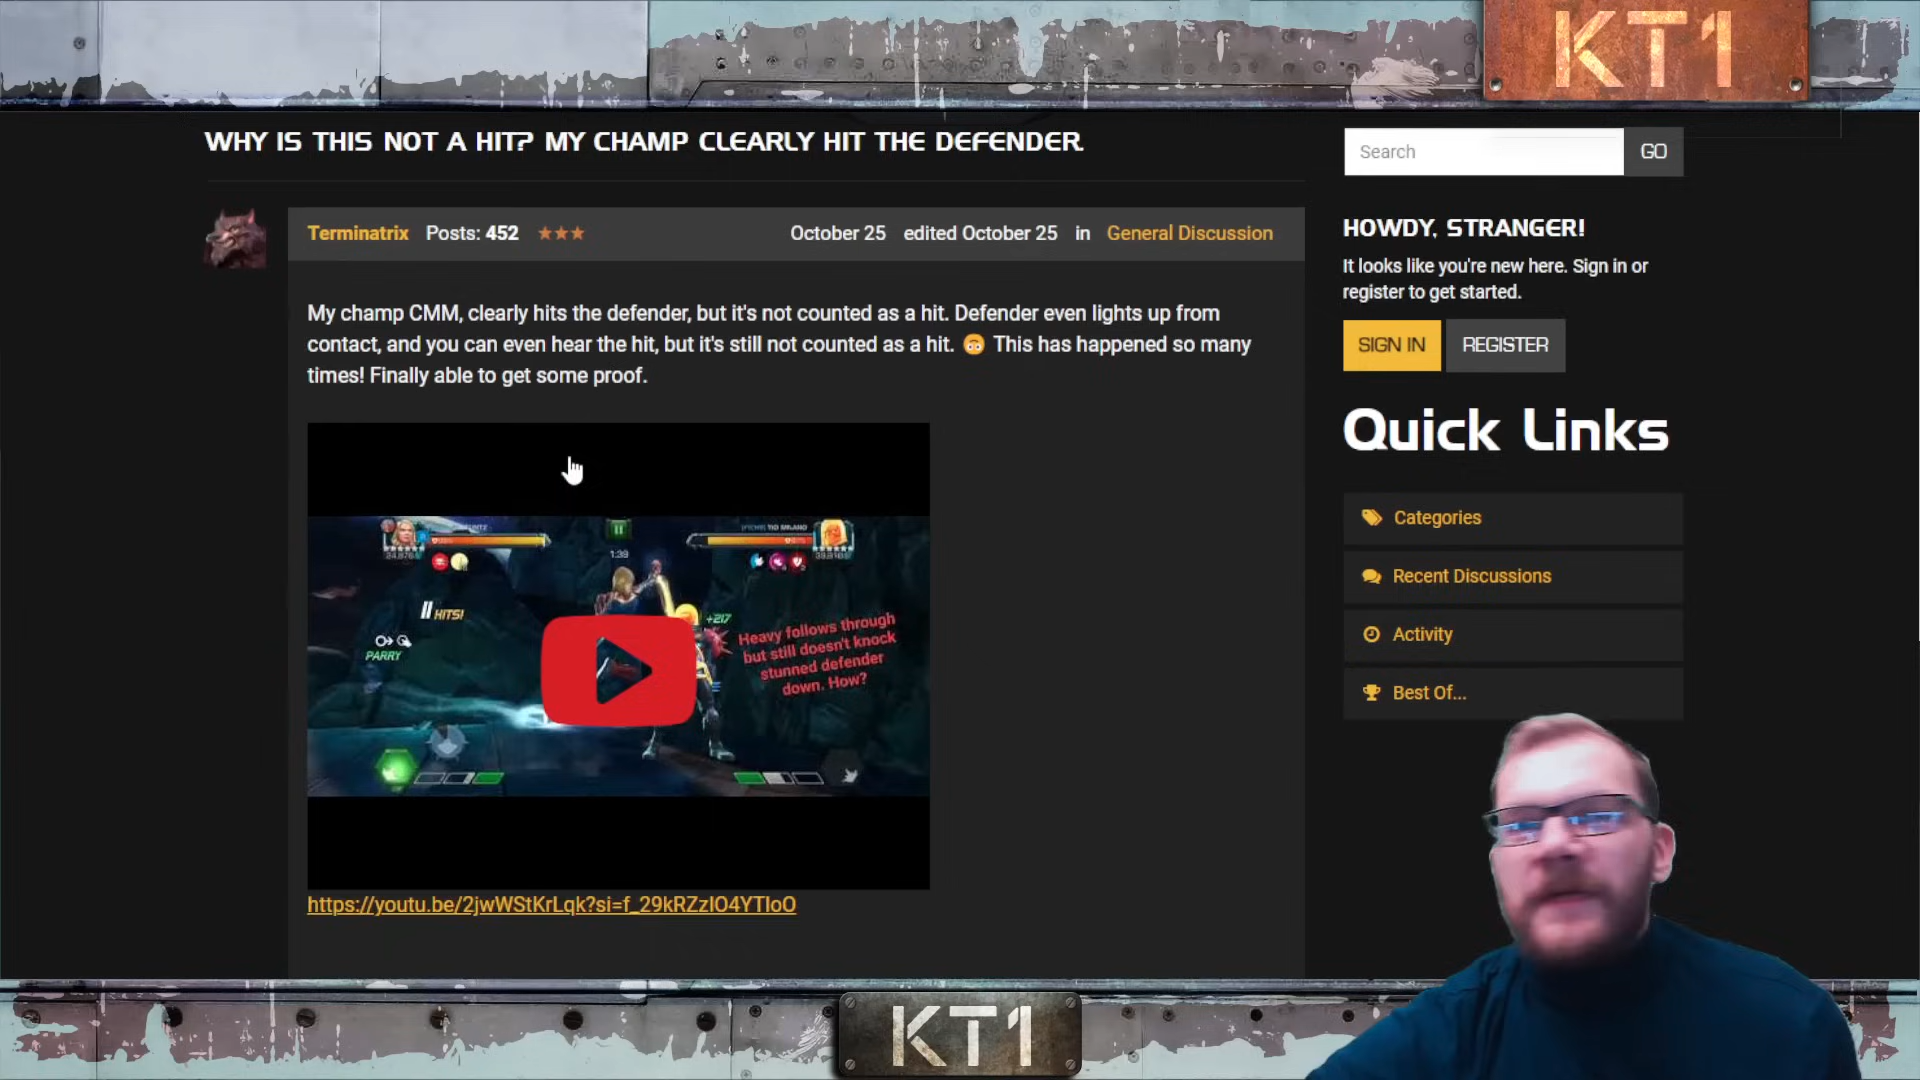 KT1
WHY IS THIS NOT A HIT? MY CHAMP CLEARLY HIT THE DEFENDER
Search
GO
Terminatrix Posts: 452 ★★★ October 25 edited October 25 in General Discussion
My champ CMM, clearly hits the defender, but it's not counted as a hit. Defender even lights up from
contact, and you can even hear the hit, but it's still not counted as a hit. 😳 This has happened so many
times! Finally able to get some proof.
HOWDY, STRANGER!
It looks like you're new here. Sign in or
register to get started.
SIGN IN
REGISTER
Quick Links
Categories
Recent Discussions
Activity
Best Of...
1:39
HITS!
PARRY
+217
Heavy follows through
but still doesn't knock
stunned defender
down. How?
https://youtu.be/2jwWStKrLqk?si=f_29kRZzIO4YTIoO
KT1